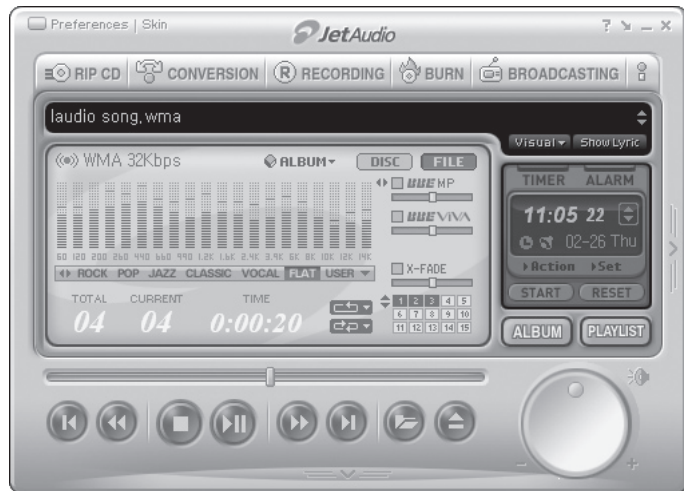 Preferences | Skin
JetAudio
RIP CD
CONVERSION
R RECORDING
BURN
BROADCASTING
laudio song.wma
Visual
Show Lyric
WMA 32Kbps
ALBUM
DISC
FILE
BBE MP
BBE VIVA
X-FADE
ROCK POP JAZZ CLASSIC VOCAL FLAT USER
TOTAL CURRENT TIME
04 04 0:00:20
1 2 3 4 5
6 7 8 9 10
11 12 13 14 15
TIMER ALARM
11:05 22
02-26 Thu
Action Set
START RESET
ALBUM PLAYLIST